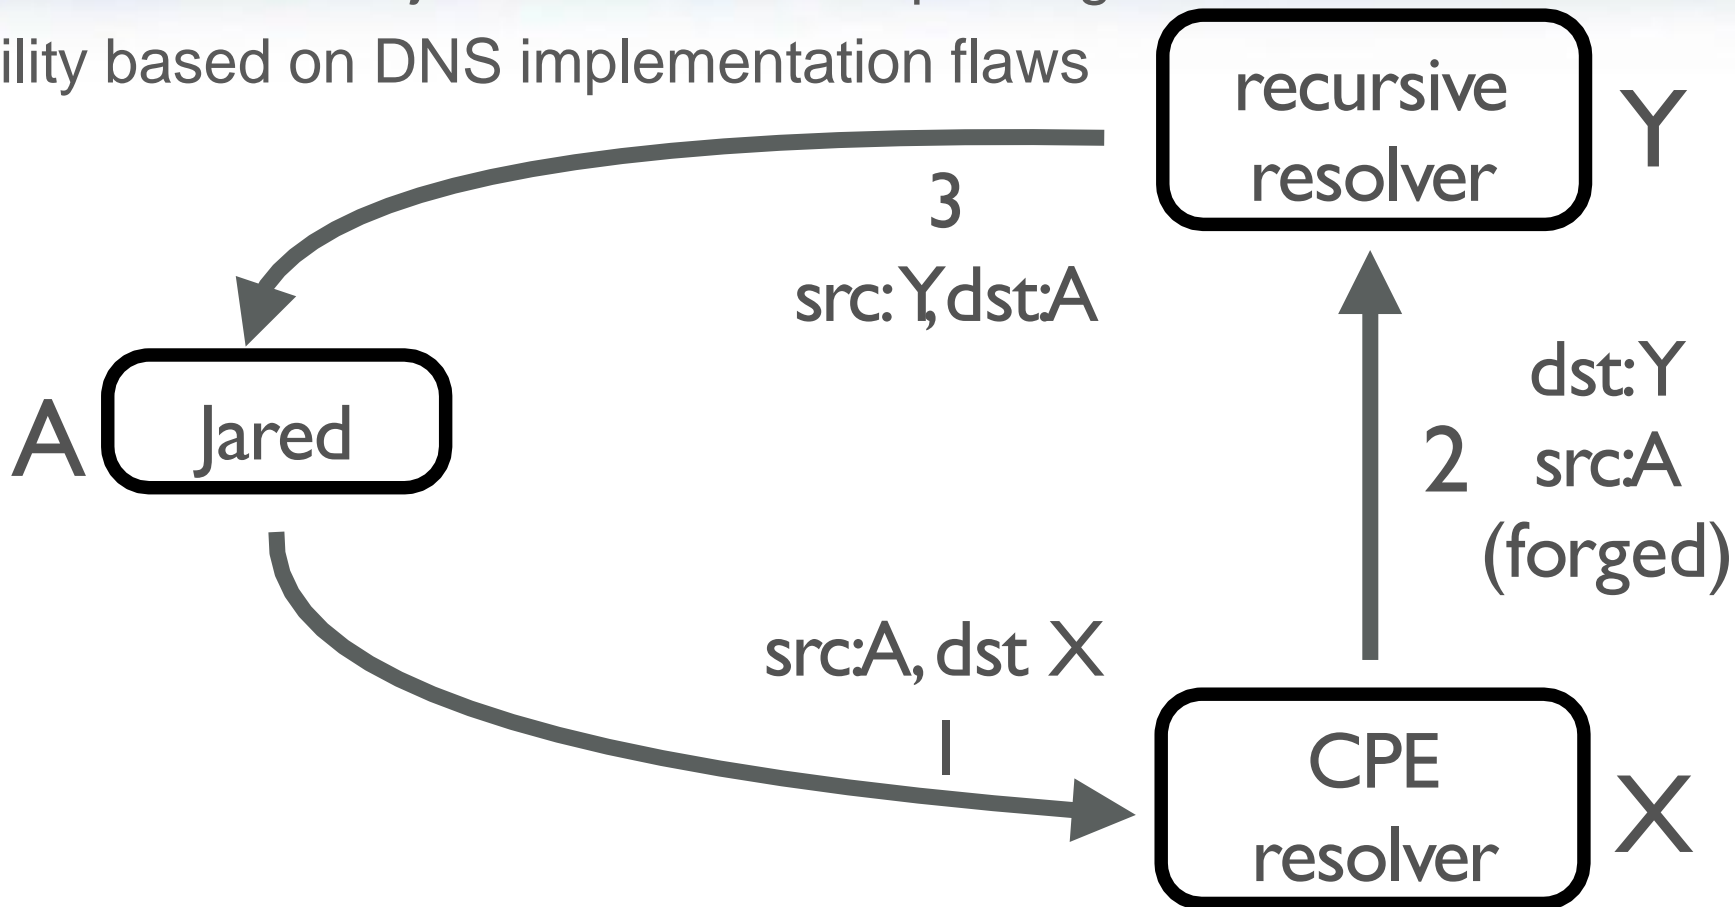 ility based on DNS implementation flaws
recursive
resolver
Y
3
src: Y, dst:A
A
Jared
dst: Y
2
src:A
(forged)
src:A, dst X
1
CPE
resolver
X